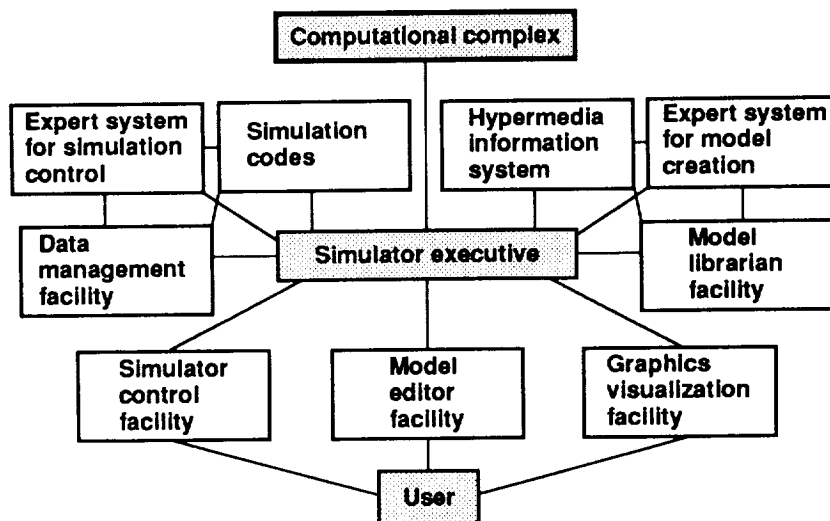 Computational complex
Expert system
for simulation
control
Simulation
codes
Hypermedia
information
system
Expert system
for model
creation
Data
management
facility
Simulator executive
Model
librarian
facility
Simulator
control
facility
Model
editor
facility
Graphics
visualization
facility
User